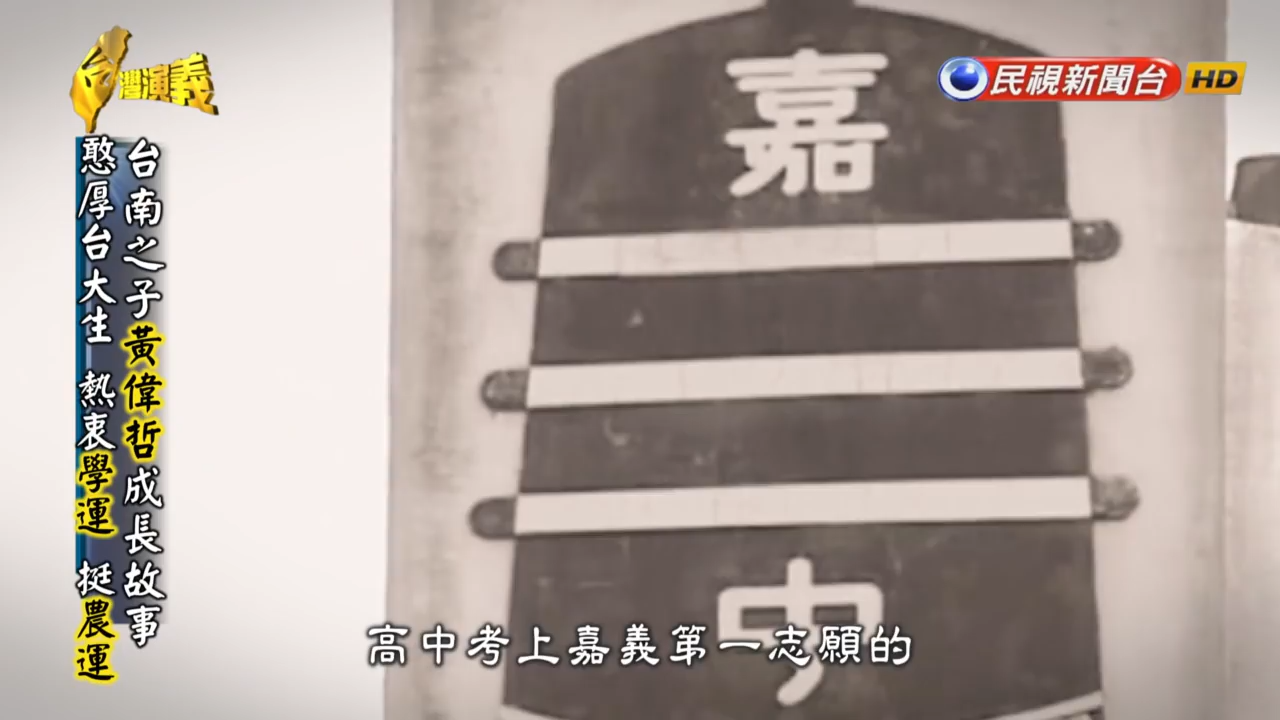 台灣演義
民視新聞台 HD
台南之子黃偉哲成長故事
憨厚台大生 熱衷學運 挺農運
嘉
中
高中考上嘉義第一志願的